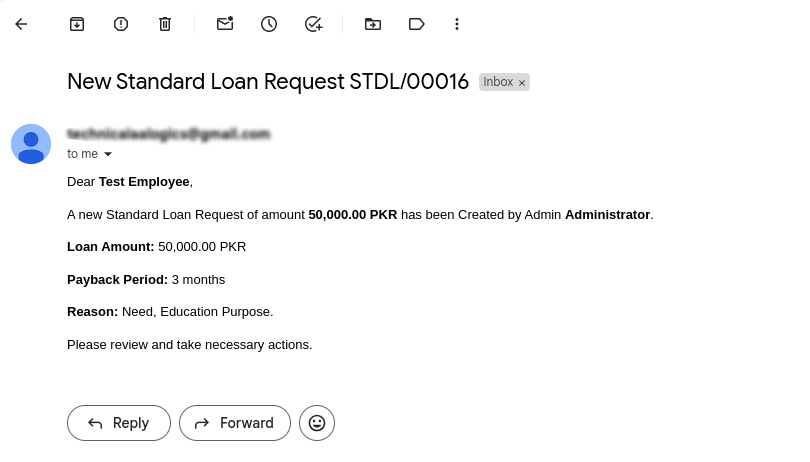 New Standard Loan Request STDL/00016
Inbox ×
to me
Dear Test Employee,
A new Standard Loan Request of amount 50,000.00 PKR has been Created by Admin Administrator.
Loan Amount: 50,000.00 PKR
Payback Period: 3 months
Reason: Need, Education Purpose.
Please review and take necessary actions.
Reply
Forward